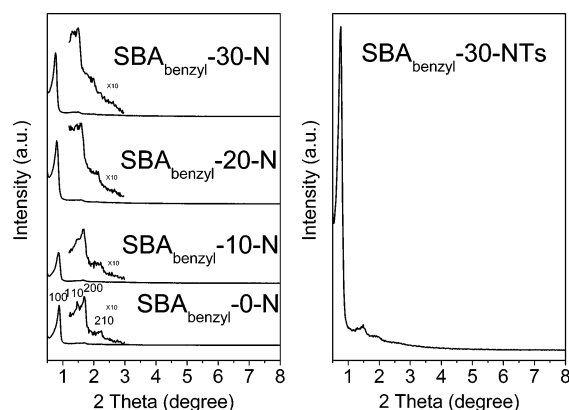 SBAbenzyl-30-N
X10
SBAbenzyl-20-N
X10
SBAbenzyl-10-N
X10
100 110 200
SBAbenzyl-0-N
X10
210
1 2 3 4 5 6 7 8
2 Theta (degree)
Intensity (a.u.)
SBAbenzyl-30-NTs
1 2 3 4 5 6 7 8
2 Theta (degree)
Intensity (a.u.)